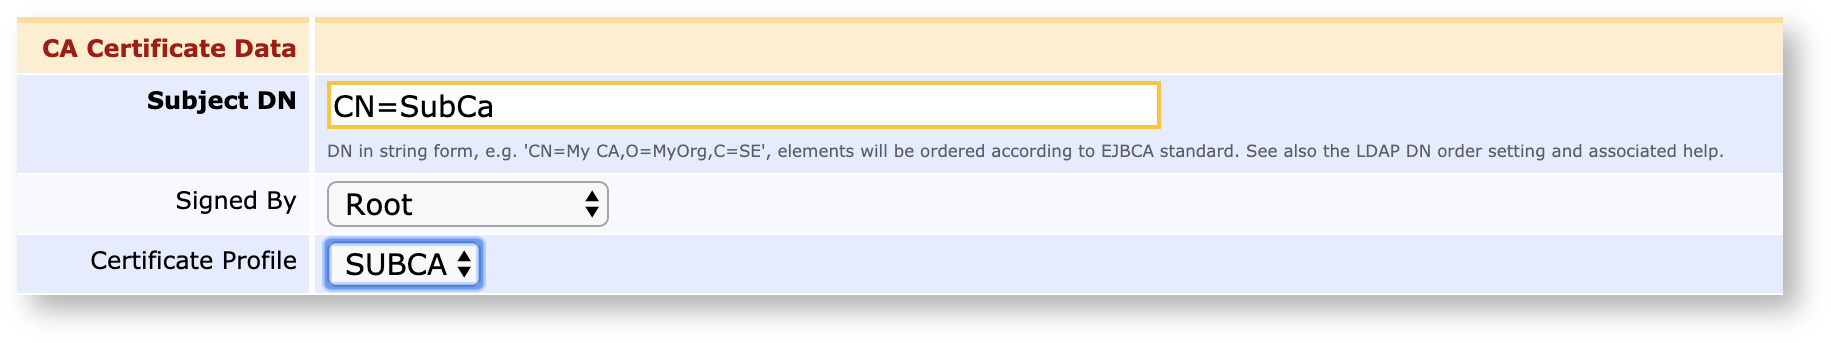 CA Certificate Data
Subject DN
CN=SubCa
DN in string form, e.g. 'CN=My CA,O=MyOrg,C=SE', elements will be ordered according to EJBCA standard. See also the LDAP DN order setting and associated help.
Signed By
Root
Certificate Profile
SUBCA